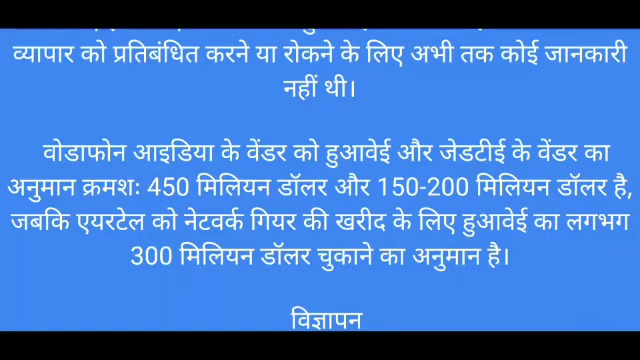 व्यापार को प्रतिबंधित करने या रोकने के लिए अभी तक कोई जानकारी
नहीं थी।
वोडाफोन आइडिया के वेंडर को हुआवेई और जेडटीई के वेंडर का
अनुमान क्रमशः 450 मिलियन डॉलर और 150-200 मिलियन डॉलर है,
जबकि एयरटेल को नेटवर्क गियर की खरीद के लिए हुआवेई का लगभग
300 मिलियन डॉलर चुकाने का अनुमान है।
विज्ञापन